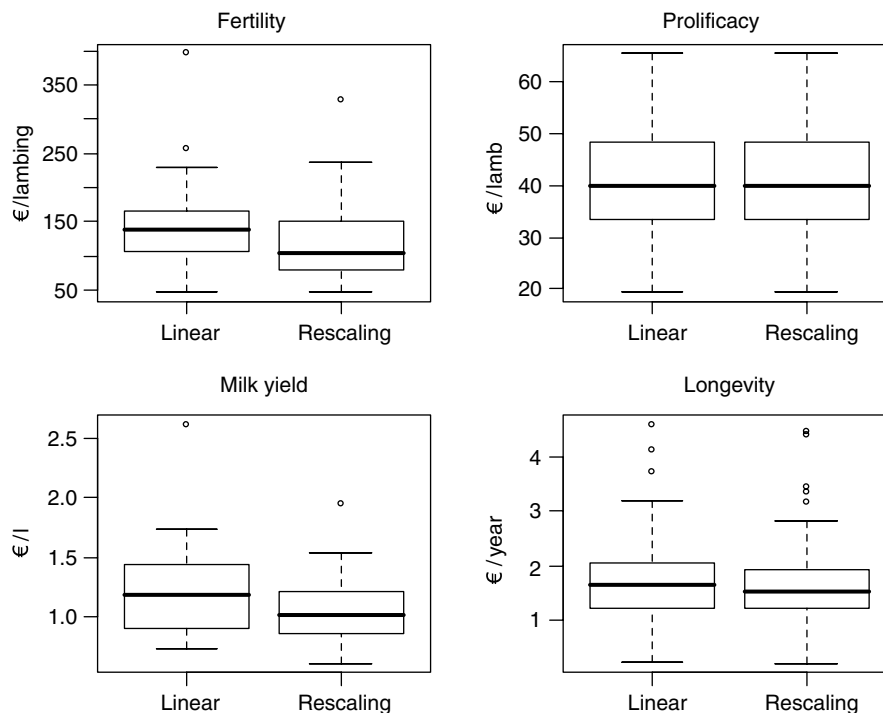 Fertility
€/lambing
350
250
150
50
Linear Rescaling
Prolificacy
€/lamb
60
50
40
30
20
Linear Rescaling
Milk yield
€/l
2.5
2.0
1.5
1.0
Linear Rescaling
Longevity
€/year
4
3
2
1
Linear Rescaling